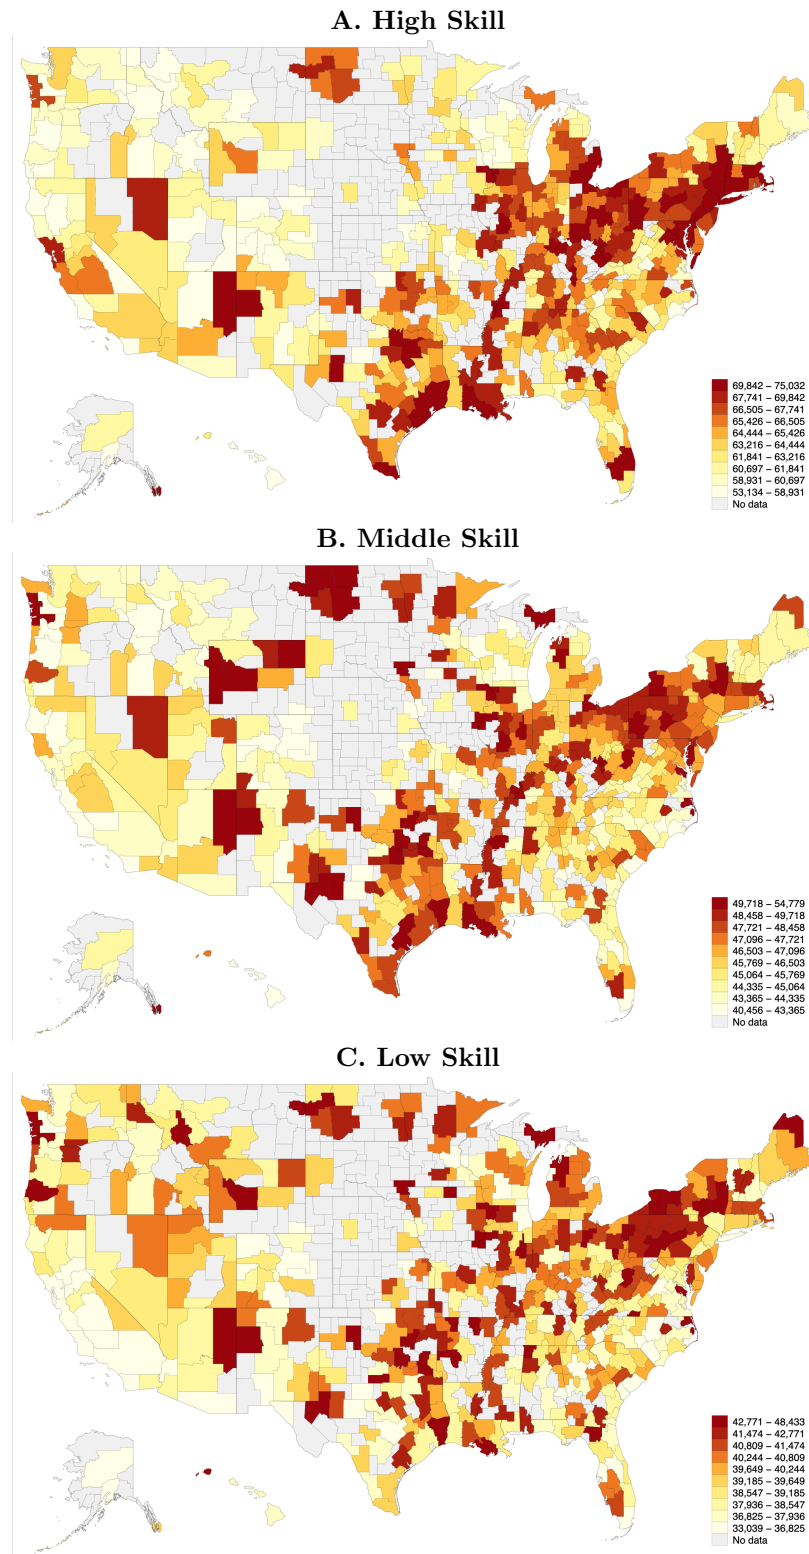 A. High Skill
69,842 – 75,032
67,741 – 69,842
66,505 – 67,741
65,426 – 66,505
64,444 – 65,426
63,216 – 64,444
61,841 – 63,216
60,697 – 61,841
58,931 – 60,697
53,134 – 58,931
No data
B. Middle Skill
49,718 – 54,779
48,458 – 49,718
47,721 – 48,458
47,096 – 47,721
46,503 – 47,096
45,769 – 46,503
45,064 – 45,769
44,335 – 45,064
43,365 – 44,335
40,456 – 43,365
No data
C. Low Skill
42,771 – 48,433
41,474 – 42,771
40,809 – 41,474
40,244 – 40,809
39,649 – 40,244
39,185 – 39,649
38,547 – 39,185
37,936 – 38,547
36,825 – 37,936
33,039 – 36,825
No data